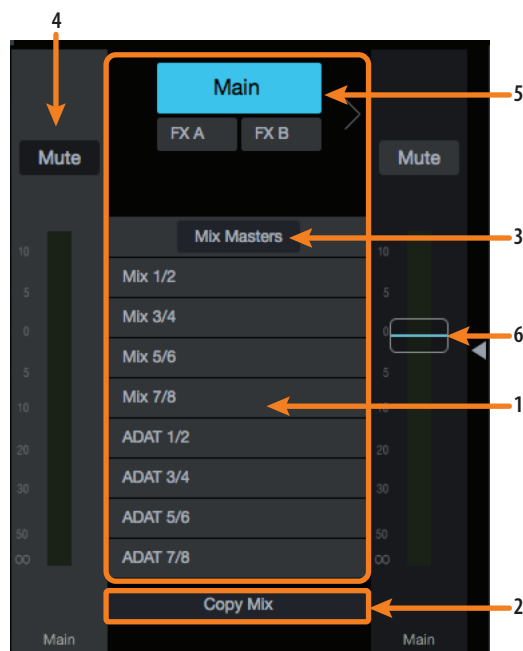 4
Main
5
FX A FX B
Mute
Mute
Mix Masters
3
10
10
Mix 1/2
5
5
Mix 3/4
0
0
6
Mix 5/6
5
5
Mix 7/8
1
10
10
ADAT 1/2
20
20
ADAT 3/4
30
30
ADAT 5/6
50
50
ADAT 7/8
∞
∞
Copy Mix
2
Main
Main